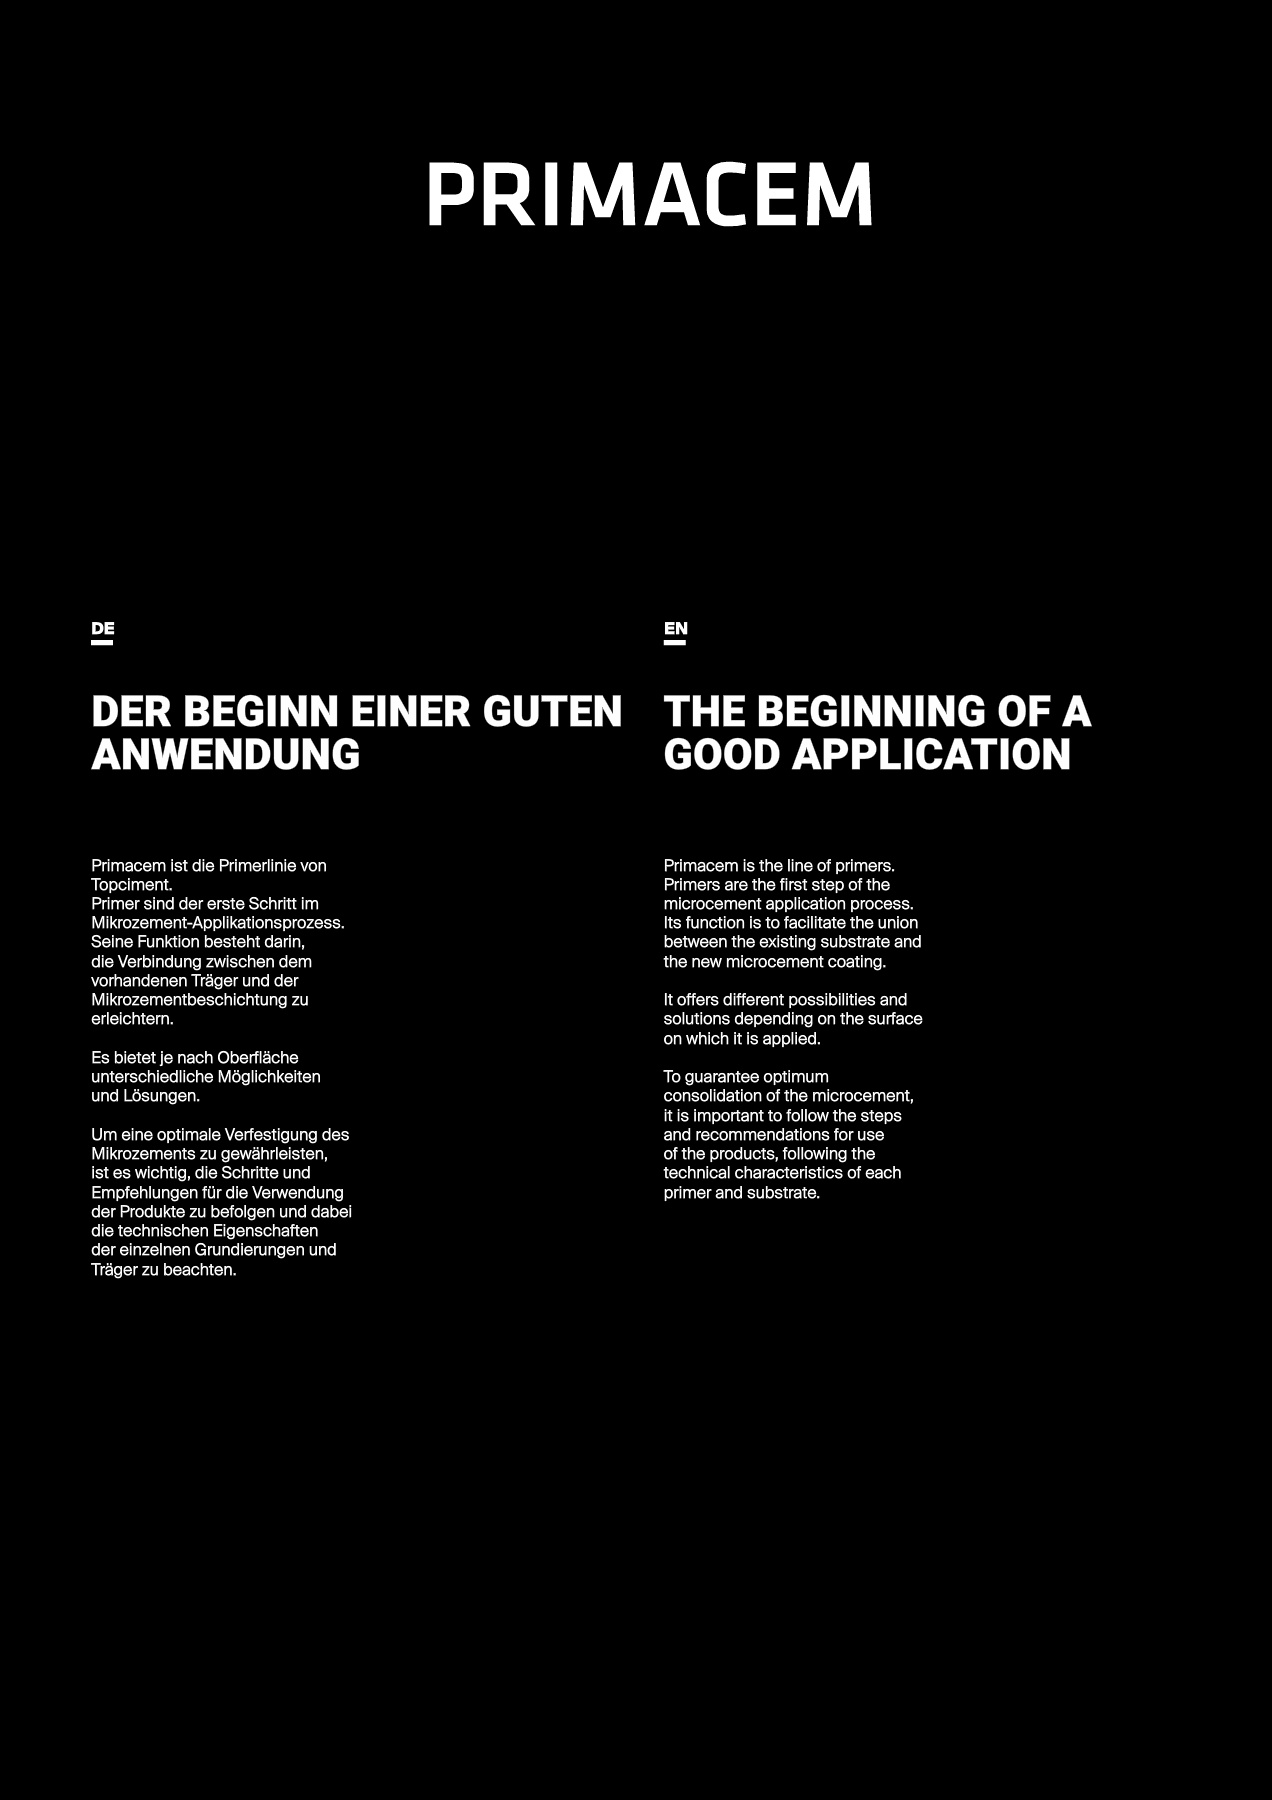 PRIMACEM
DE
DER BEGINN EINER GUTEN
ANWENDUNG
Primacem ist die Primerlinie von
Topciment.
Primer sind der erste Schritt im
Mikrozement-Applikationsprozess.
Seine Funktion besteht darin,
die Verbindung zwischen dem
vorhandenen Träger und der
Mikrozementbeschichtung zu
erleichtern.
Es bietet je nach Oberfläche
unterschiedliche Möglichkeiten
und Lösungen.
Um eine optimale Verfestigung des
Mikrozements zu gewährleisten,
ist es wichtig, die Schritte und
Empfehlungen für die Verwendung
der Produkte zu befolgen und dabei
die technischen Eigenschaften
der einzelnen Grundierungen und
Träger zu beachten.
EN
THE BEGINNING OF A
GOOD APPLICATION
Primacem is the line of primers.
Primers are the first step of the
microcement application process.
Its function is to facilitate the union
between the existing substrate and
the new microcement coating.
It offers different possibilities and
solutions depending on the surface
on which it is applied.
To guarantee optimum
consolidation of the microcement,
it is important to follow the steps
and recommendations for use
of the products, following the
technical characteristics of each
primer and substrate.